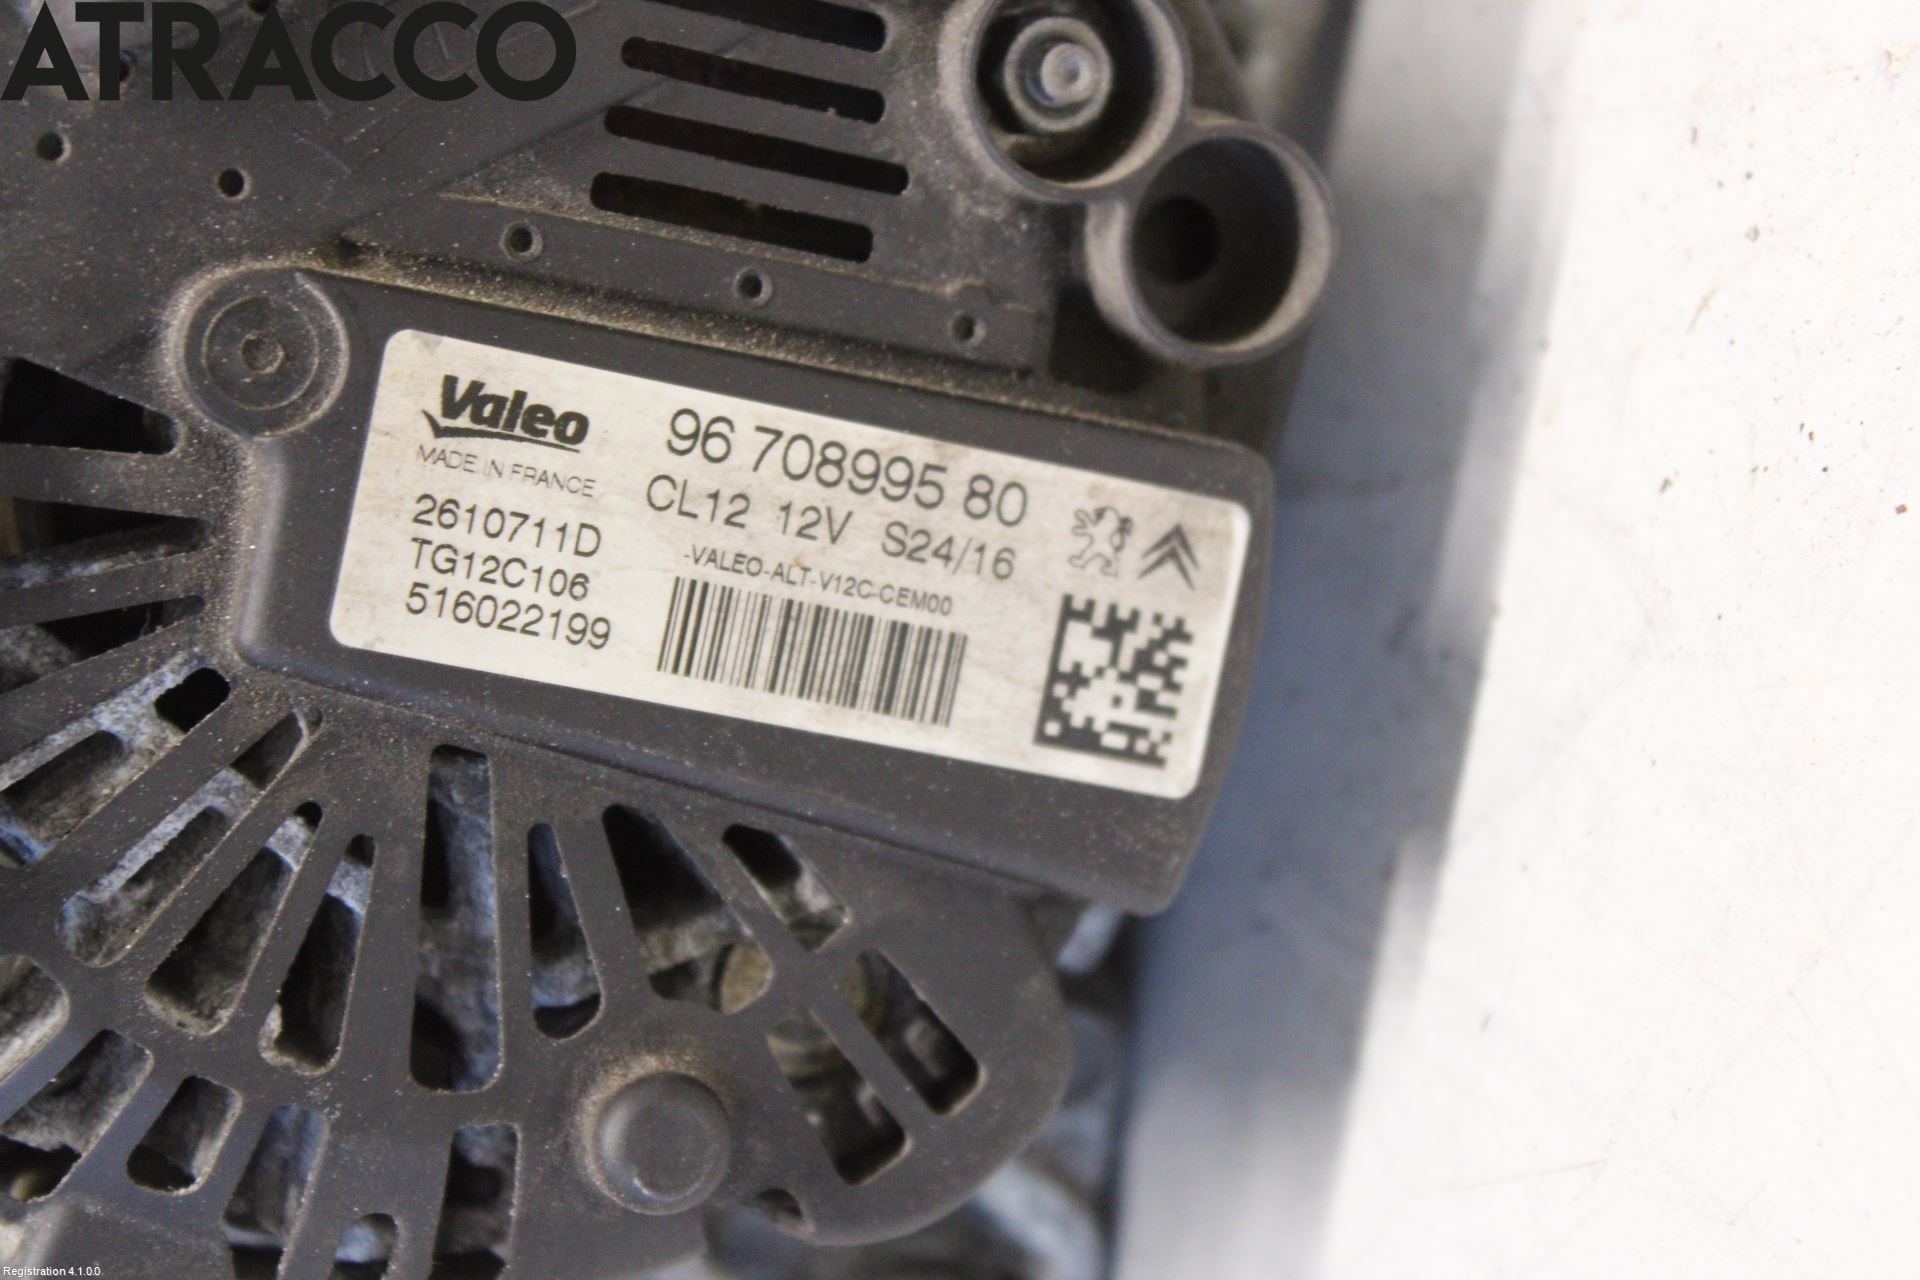 ATRACCO
Valeo
MADE IN FRANCE
2610711D
TG12C106
516022199
96 708995 80
CL12 12V S24/16
-VALEO-ALT-V12C-CEM00
Registration 4.1.0.0